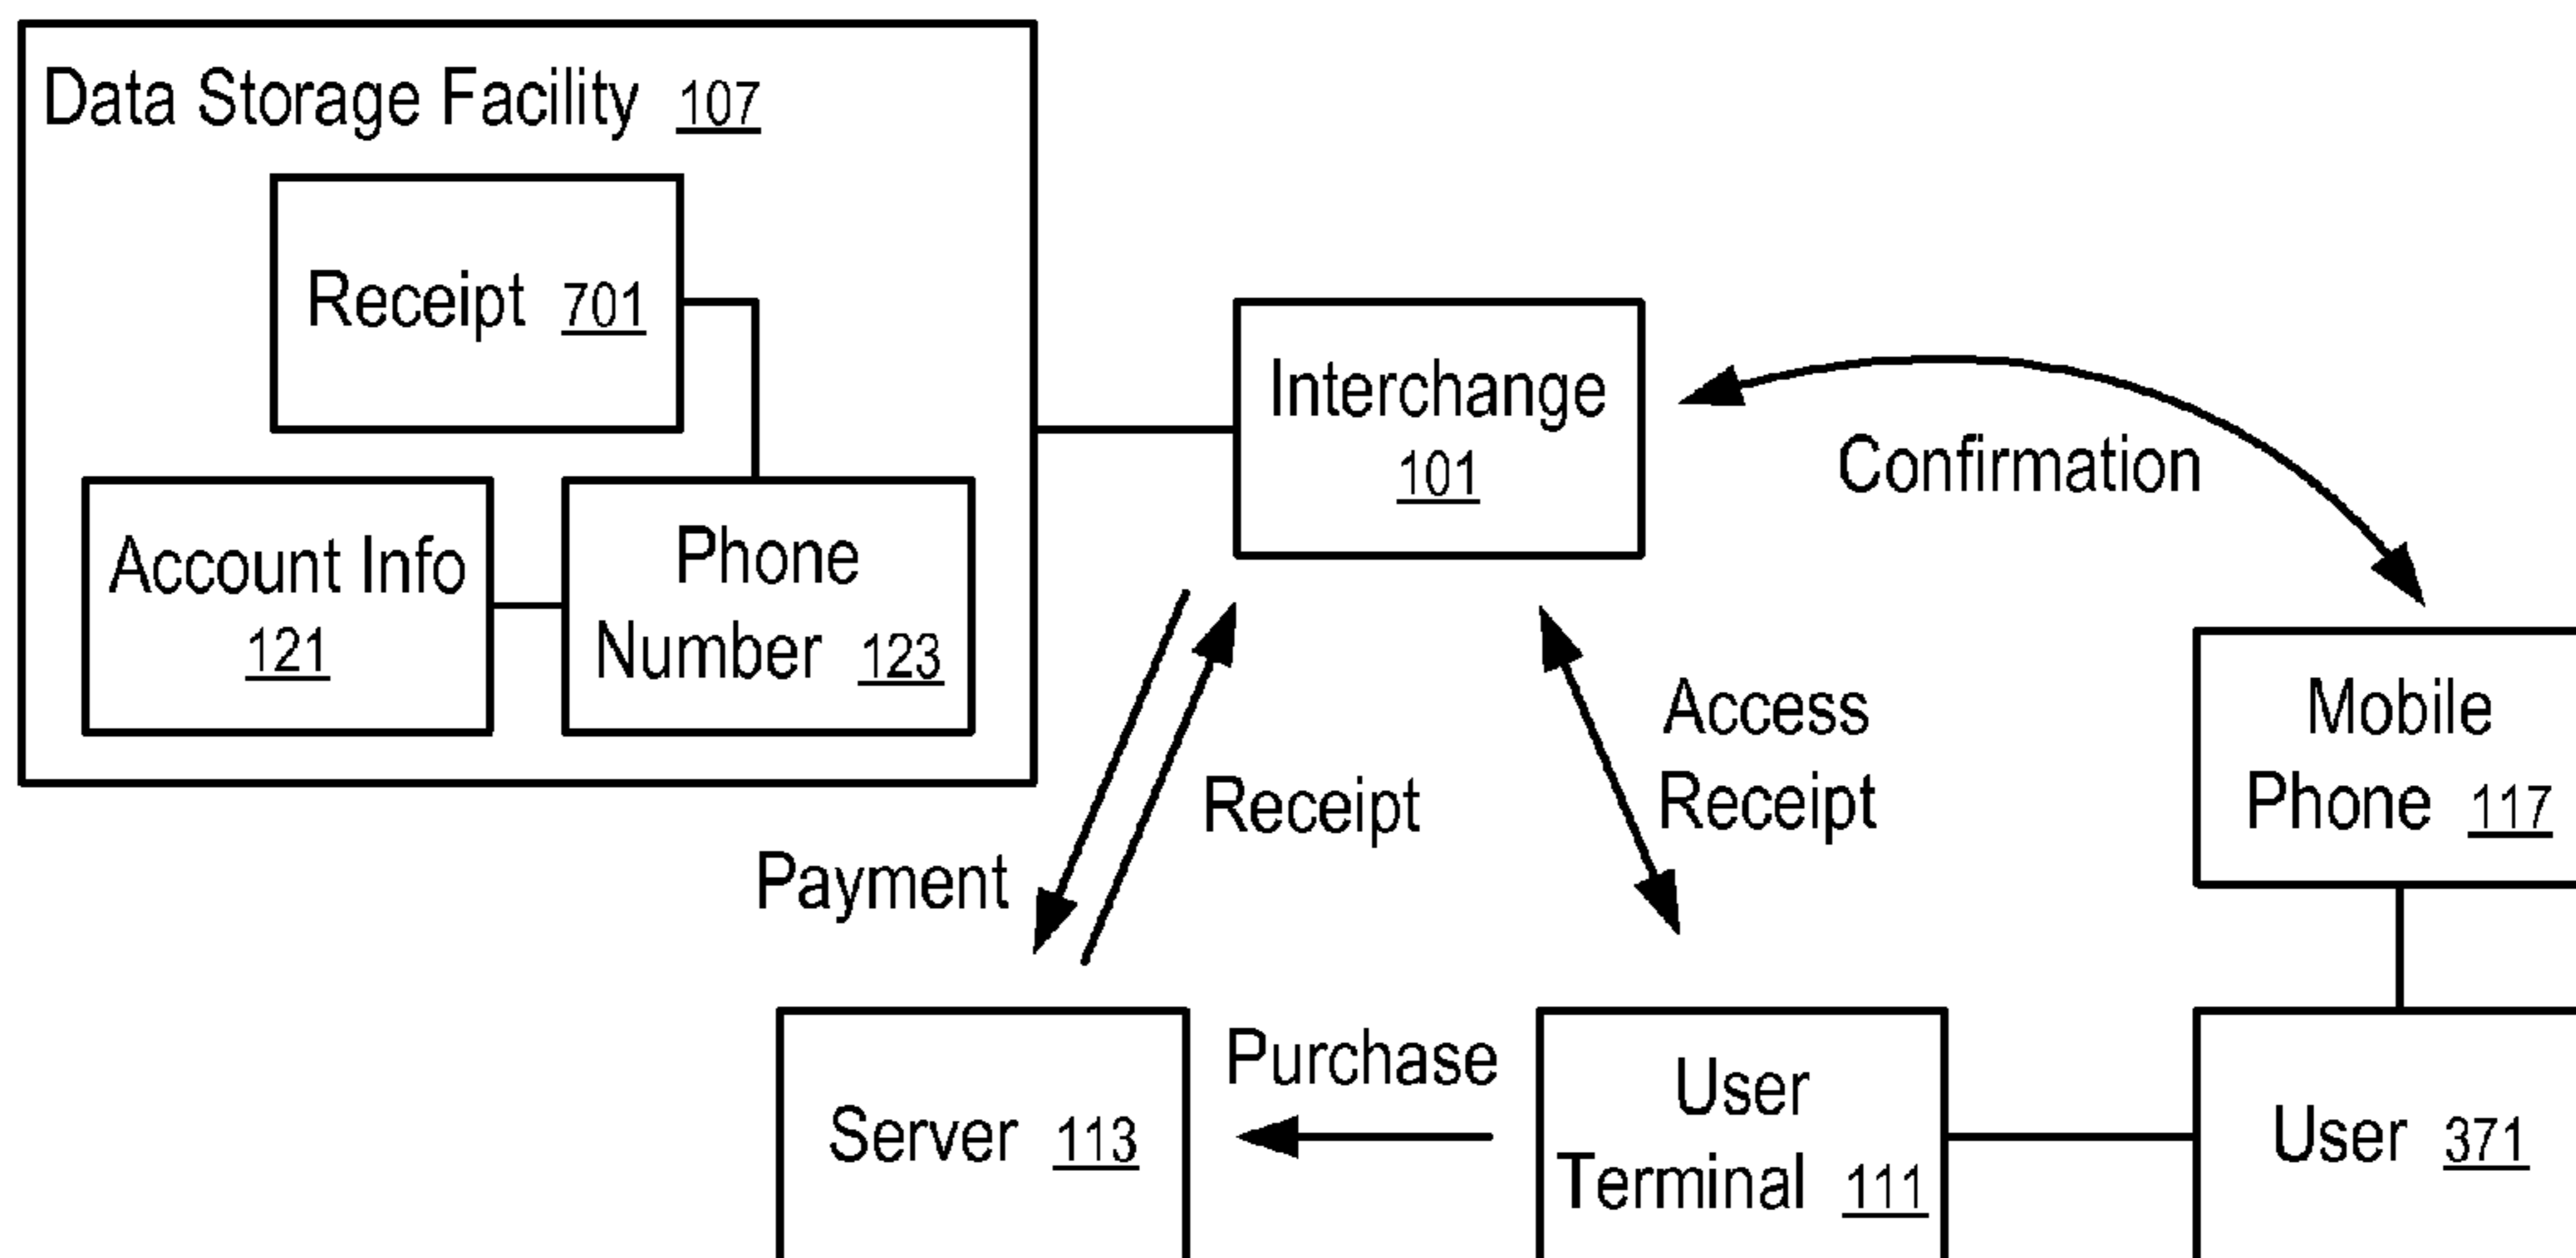 Data Storage Facility 107
Receipt 701
Account Info
121
Phone
Number 123
Interchange
101
Confirmation
Mobile
Phone 117
Access
Receipt
Receipt
Payment
Server 113
Purchase
User
Terminal 111
User 371